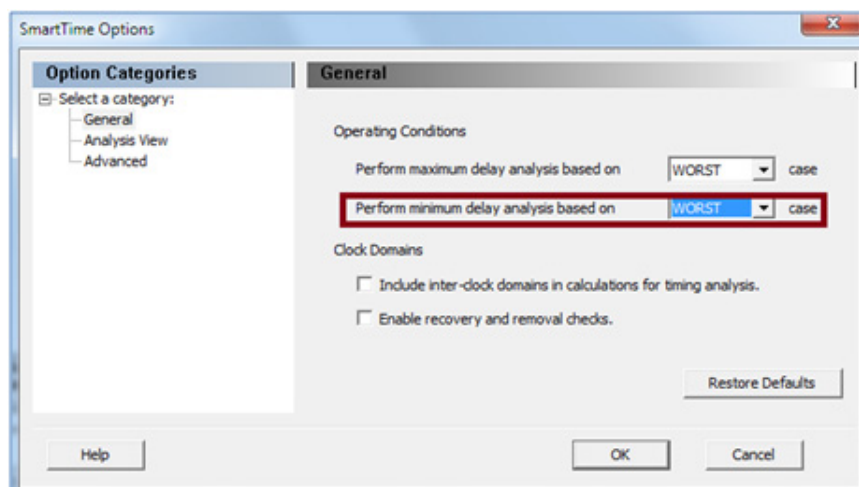 SmartTime Options
Option Categories
General
Select a category:
General
Analysis View
Advanced
Operating Conditions
Perform maximum delay analysis based on WORST case
Perform minimum delay analysis based on WORST case
Clock Domains
Include inter-clock domains in calculations for timing analysis.
Enable recovery and removal checks.
Restore Defaults
Help OK Cancel